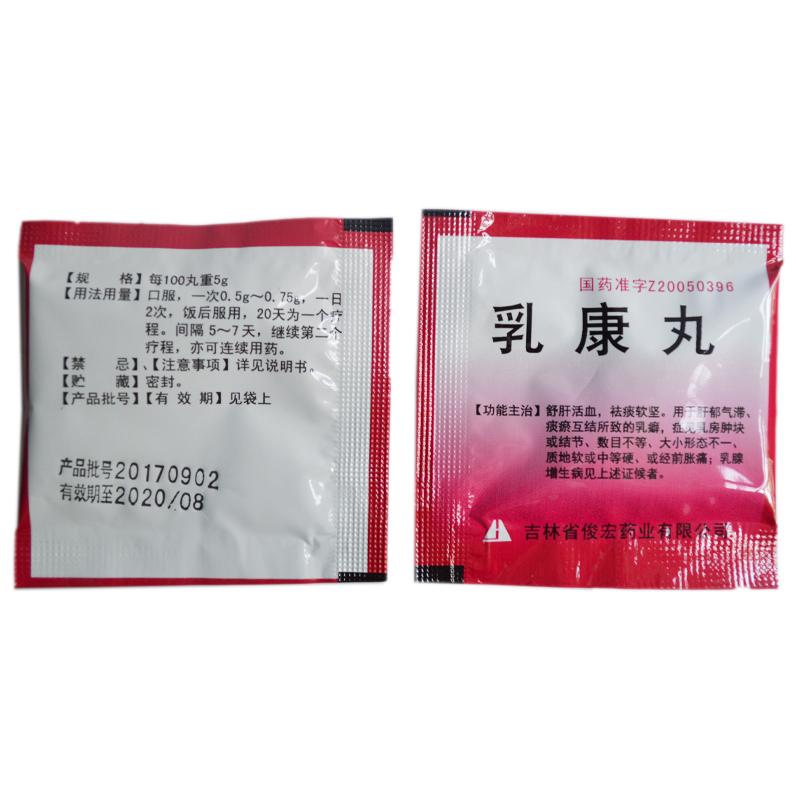 【规　　格】每100丸重5g
【用法用量】口服，一次0.5g～0.75g，一日
2次，饭后服用，20天为一个疗
程。间隔5～7天，继续第二个
疗程，亦可连续用药。
【禁　　忌】、【注意事项】详见说明书。
【贮　　藏】密封。
【产品批号】【有 效 期】见袋上
产品批号20170902
有效期至2020/08
国药准字Z20050396
乳康丸
【功能主治】舒肝活血，祛痰软坚。用于肝郁气滞、
痰瘀互结所致的乳癖，症见乳房肿块
或结节、数目不等、大小形态不一、
质地软或中等硬、或经前胀痛；乳腺
增生病见上述证候者。
吉林省俊宏药业有限公司